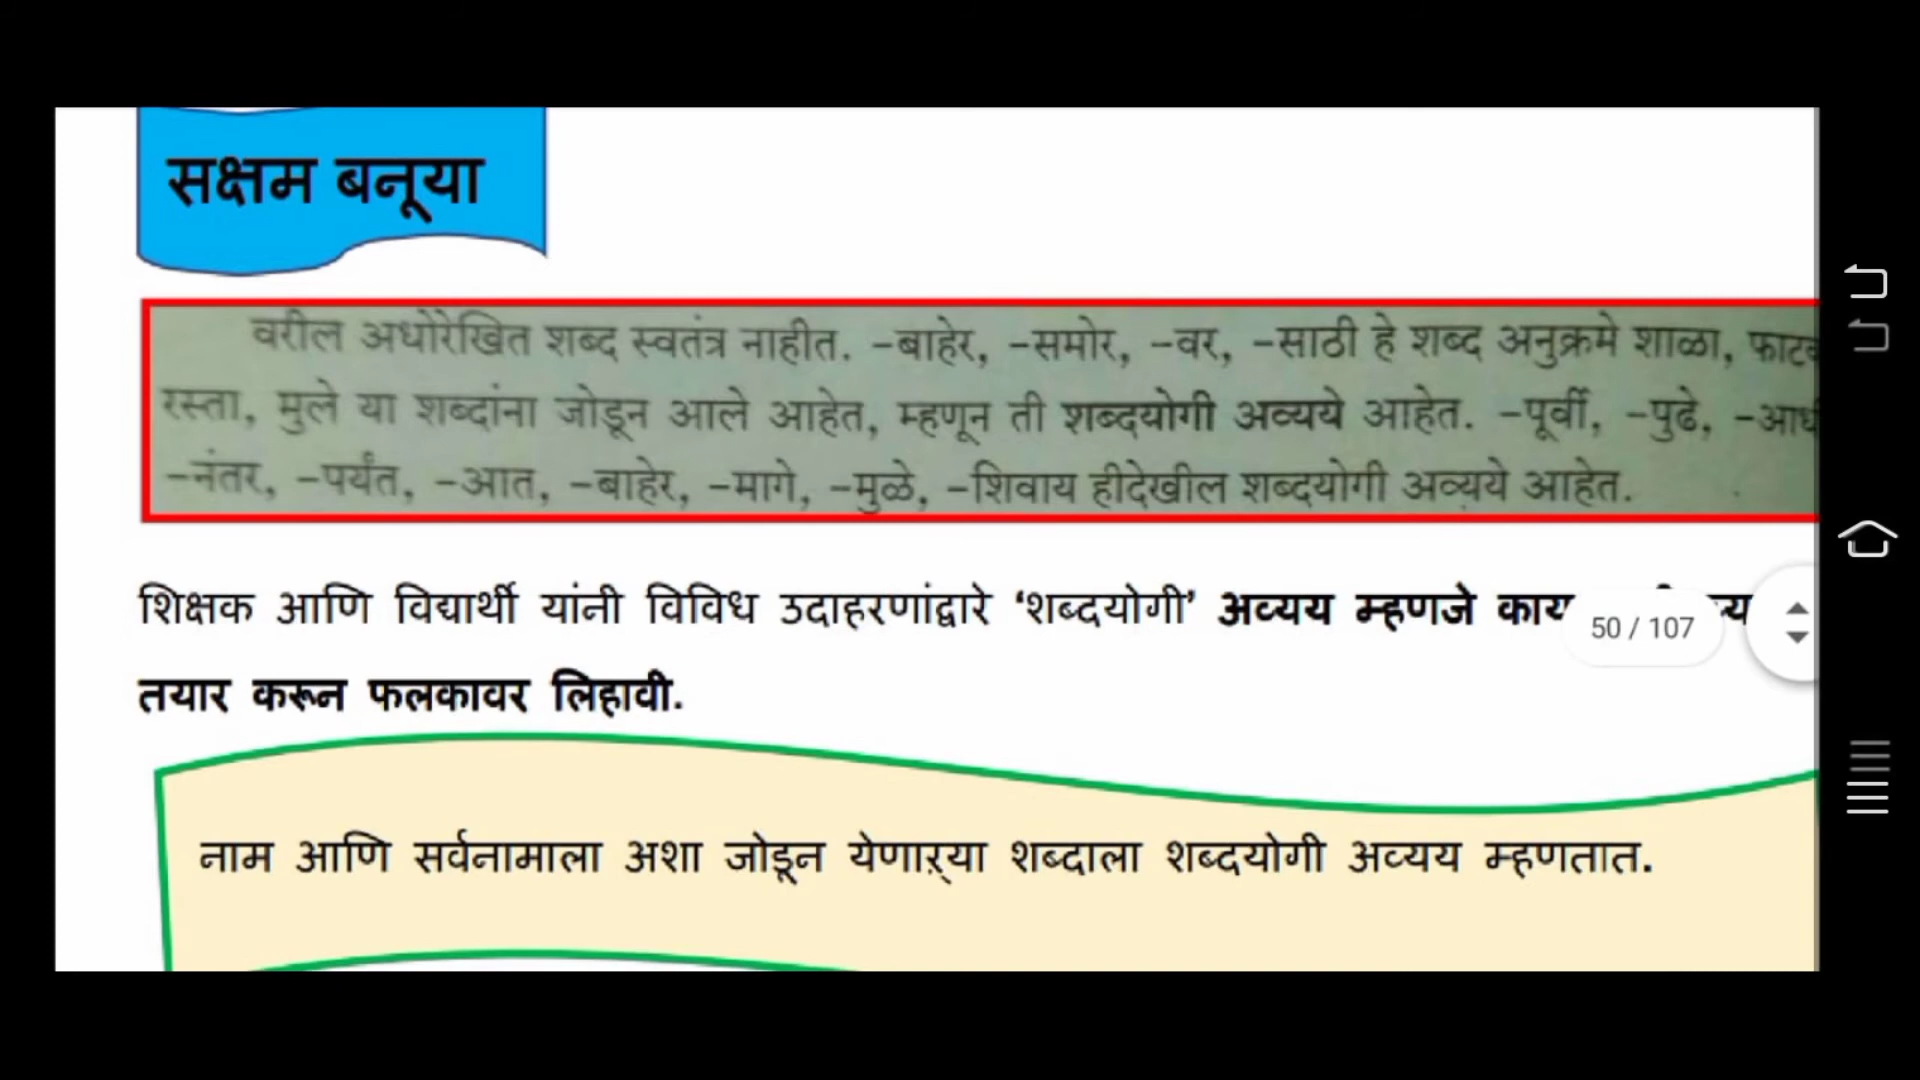 सक्षम बनूया
वरील अधोरेखित शब्द स्वतंत्र नाहीत. –बाहेर, –समोर, –वर, –साठी हे शब्द अनुक्रमे शाळा,
रस्ता, मुले या शब्दांना जोडून आले आहेत, म्हणून ती शब्दयोगी अव्यये आहेत. –पूर्वी, –पुढे,
–नंतर, –पर्यंत, –आत, –बाहेर, –मागे, –मुळे, –शिवाय हीदेखील शब्दयोगी अव्यये आहेत.
शिक्षक आणि विद्यार्थी यांनी विविध उदाहरणांद्वारे ‘शब्दयोगी’ अव्यय म्हणजे काय
50 / 107
तयार करून फलकावर लिहावी.
नाम आणि सर्वनामाला अशा जोडून येणाऱ्या शब्दाला शब्दयोगी अव्यय म्हणतात.